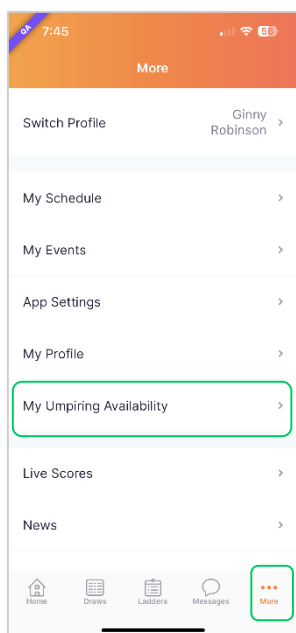 QA
7:45
56
More
Switch Profile
Ginny
Robinson
My Schedule
My Events
App Settings
My Profile
My Umpiring Availability
Live Scores
News
Home Draws Ladders Messages More